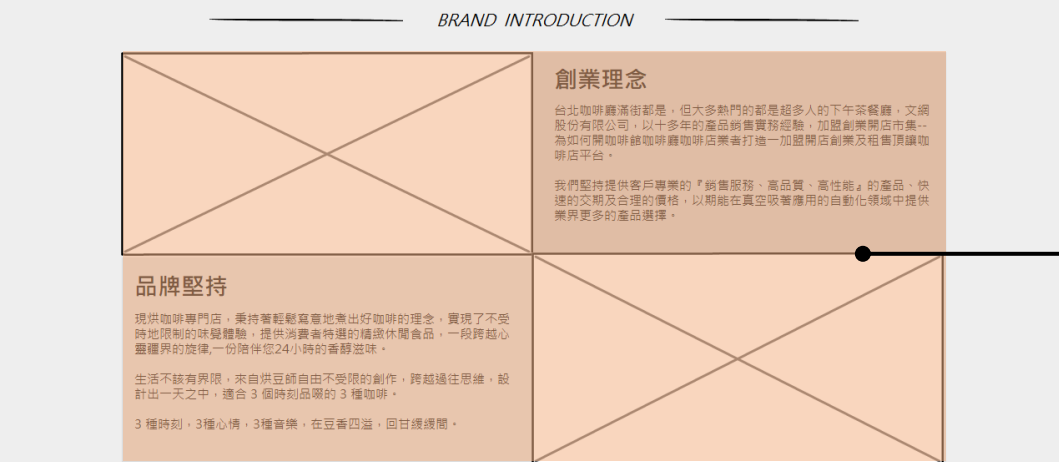 BRAND INTRODUCTION
創業理念
台北咖啡廳滿街都是，但大多熱門的都是超多人的下午茶餐廳，文綱
股份有限公司，以十多年的產品銷售實務經驗，加盟創業開店市集--
為如何開咖啡館咖啡廳咖啡店業者打造一加盟開店創業及租售頂讓咖
啡店平台。
我們堅持提供客戶專業的『銷售服務、高品質、高性能』的產品、快
速的交期及合理的價格，以期能在真空吸著應用的自動化領域中提供
業界更多的產品選擇。
品牌堅持
現烘咖啡專門店，秉持著輕鬆寫意地煮出好咖啡的理念，實現了不受
時地限制的味覺體驗，提供消費者特選的精緻休閒食品，一段跨越心
靈疆界的旋律,一份陪伴您24小時的香醇滋味。
生活不該有界限，來自烘豆師自由不受限的創作，跨越過往思維，設
計出一天之中，適合 3 個時刻品啜的 3 種咖啡。
3 種時刻，3種心情，3種音樂，在豆香四溢，回甘緩緩間。